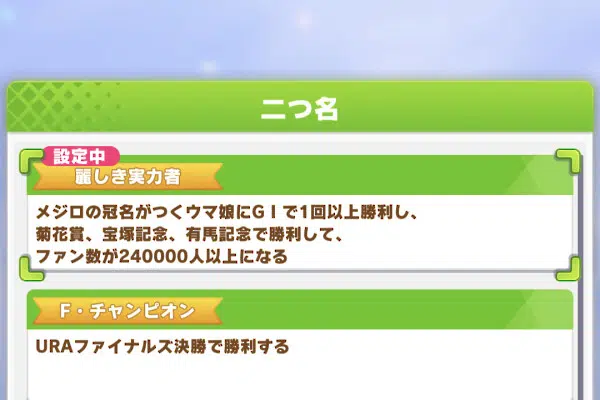 二つ名
設定中
麗しき実力者
メジロの冠名がつくウマ娘にGⅠで1回以上勝利し、
菊花賞、宝塚記念、有馬記念で勝利して、
ファン数が240000人以上になる
F・チャンピオン
URAファイナルズ決勝で勝利する